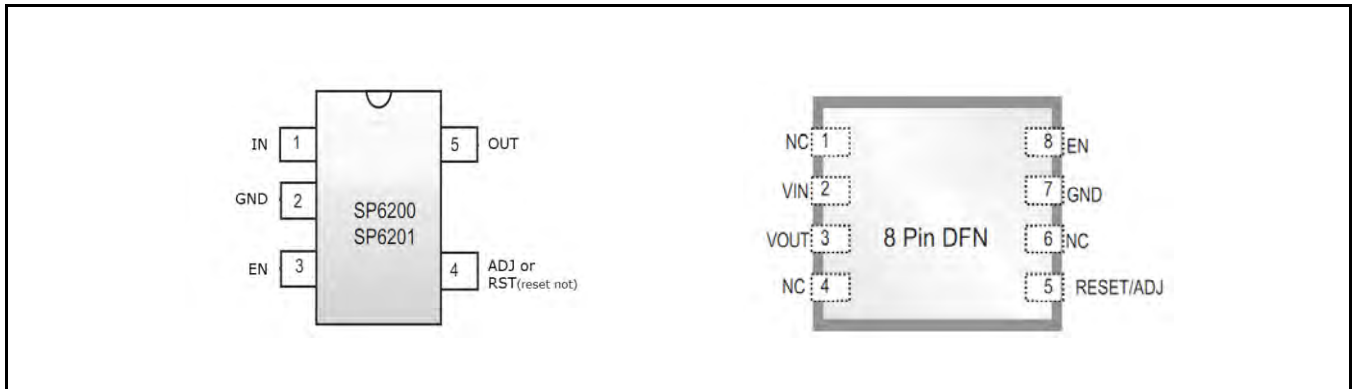 IN 1
GND 2
EN 3
SP6200
SP6201
5 OUT
4 ADJ or
RST(reset not)
NC 1
VIN 2
VOUT 3
NC 4
8 Pin DFN
8 EN
7 GND
6 NC
5 RESET/ADJ